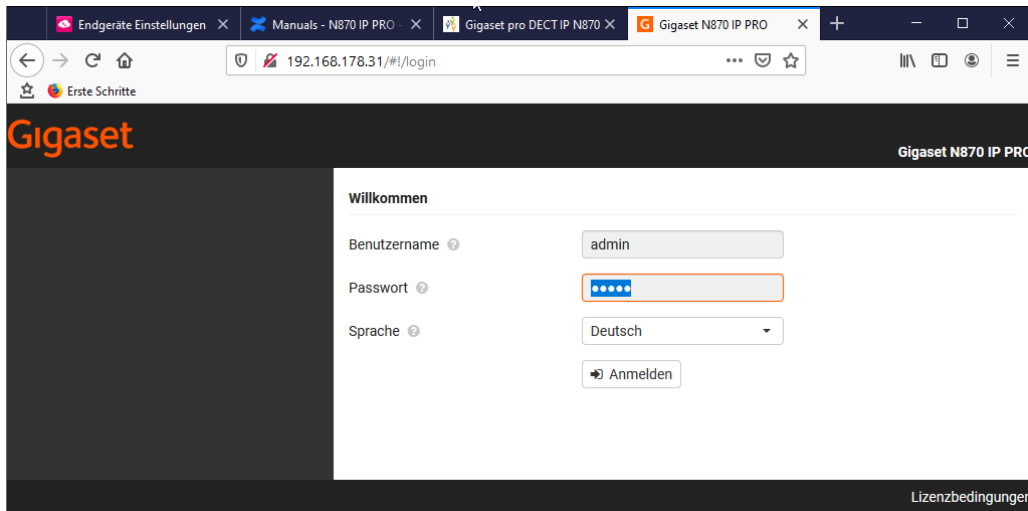 Endgeräte Einstellungen
Manuals - N870 IP PRO -
Gigaset pro DECT IP N870
Gigaset N870 IP PRO
192.168.178.31/#!/login
Erste Schritte
Gigaset
Gigaset N870 IP PRO
Willkommen
Benutzername
admin
Passwort
Sprache
Deutsch
Anmelden
Lizenzbedingungen